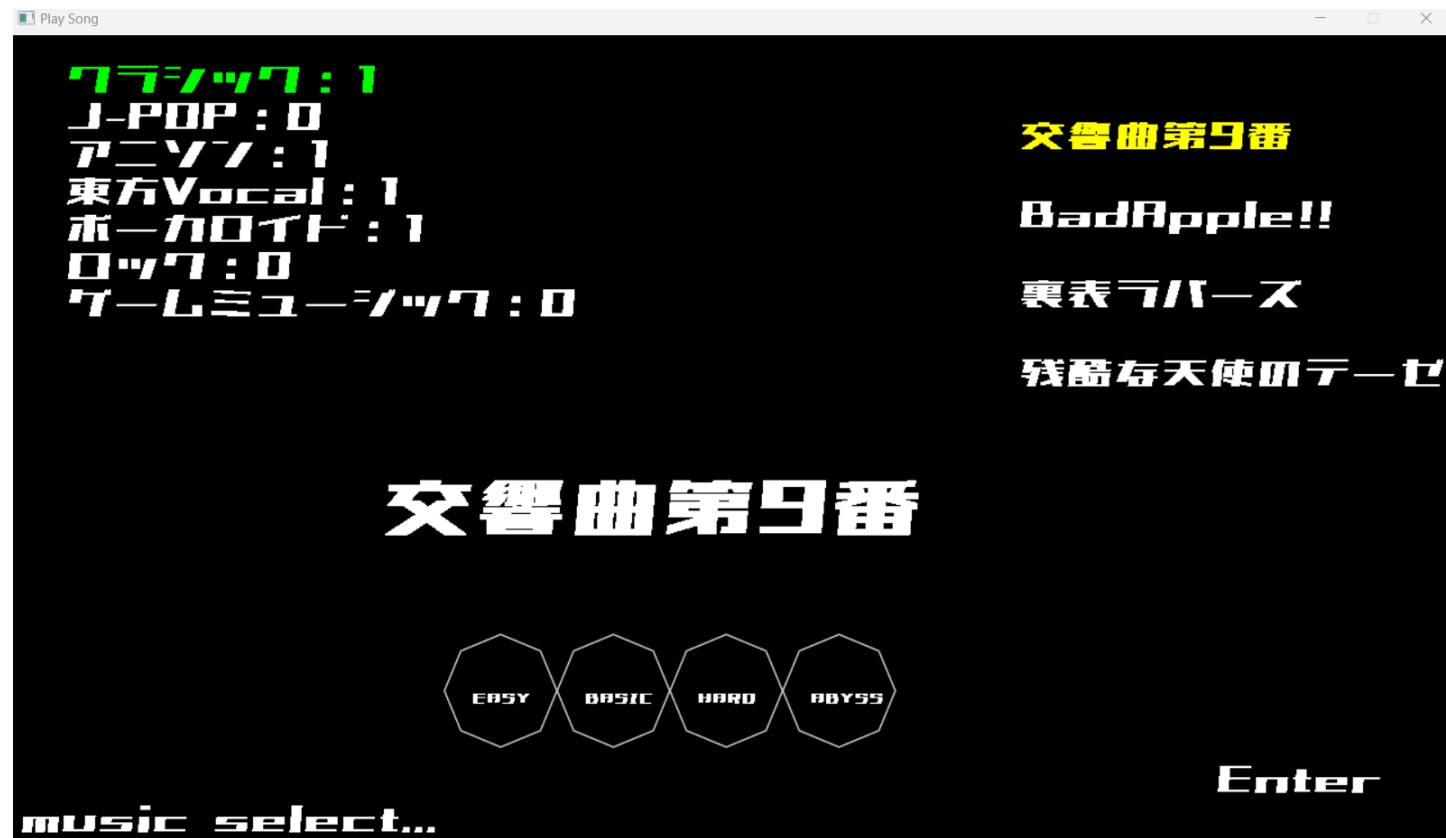 Play Song
クラシック：1
J-POP：0
アニソン：1
東方Vocal：1
ボーカロイド：1
ロック：0
ゲームミュージック：0
交響曲第9番
BadApple!!
裏表ラバーズ
残酷な天使のテーゼ
交響曲第9番
EASY
BASIC
HARD
ABYSS
Enter
music select...